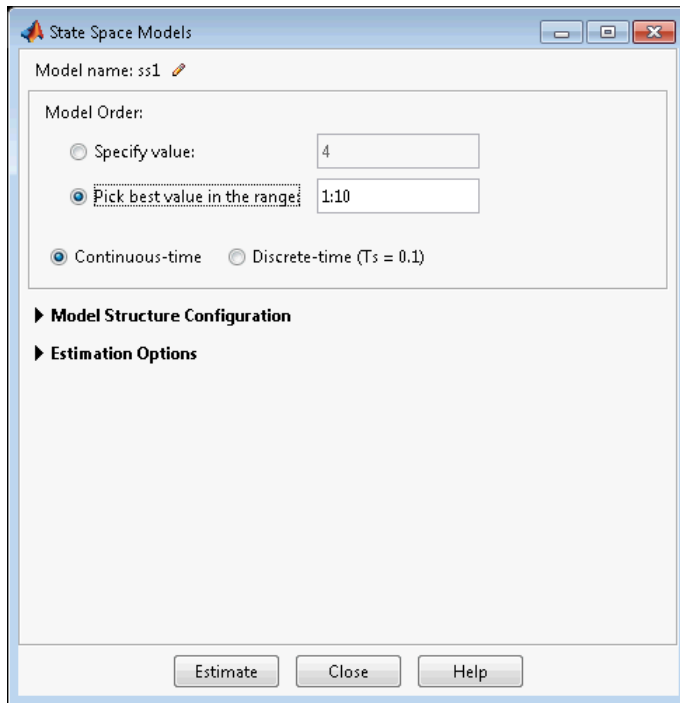 State Space Models
Model name: ss1
Model Order:
Specify value: 4
Pick best value in the range: 1:10
Continuous-time Discrete-time (Ts = 0.1)
Model Structure Configuration
Estimation Options
Estimate Close Help